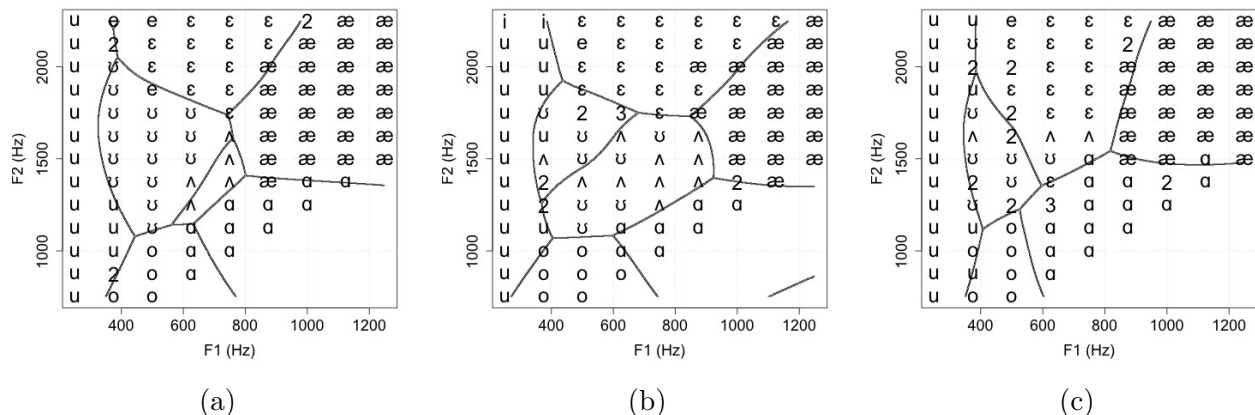 u e e ɛ ɛ ɛ 2 æ æ
u 2 ɛ ɛ ɛ ɛ æ æ æ
u ʊ ɛ ɛ ɛ æ æ æ æ
u ʊ e ɛ ɛ æ æ æ æ
u ʊ ʊ ʊ ɛ æ æ æ æ
u ʊ ʊ ʊ ʌ æ æ æ æ
u ʊ ʊ ʊ ʌ æ æ æ æ
u ʊ ʊ ʌ ʌ æ ɑ ɑ
u u ʊ ʌ ɑ ɑ ɑ
u u ʊ ɑ ɑ ɑ
u u o ɑ ɑ
u 2 o ɑ
u o o
2000
1500
1000
F2 (Hz)
400 600 800 1000 1200
F1 (Hz)
(a)
i i ɛ ɛ ɛ ɛ ɛ ɛ æ
u u e ɛ ɛ ɛ ɛ æ æ
u u ɛ ɛ æ æ æ æ æ
u u ɛ ɛ ɛ æ æ æ æ
u ʊ 2 3 ɛ æ æ æ æ
u u ʊ ʌ ʌ ʌ æ æ æ
u ʌ ʊ ʊ ʌ ʌ æ æ æ
u 2 ʌ ʌ ʌ ʌ 2 æ
u 2 ʊ ʊ ʌ ɑ ɑ
u u ʊ ɑ ɑ ɑ
u o o ɑ ɑ
u o o o
u o o
2000
1500
1000
F2 (Hz)
400 600 800 1000 1200
F1 (Hz)
(b)
u u e ɛ ɛ ɛ æ æ æ
u ʊ ɛ ɛ ɛ 2 æ æ æ
u 2 2 ɛ ɛ æ æ æ æ
u u ɛ ɛ ɛ æ æ æ æ
u ʊ 2 ɛ ɛ æ æ æ æ
u ʌ 2 ʌ ʌ æ æ æ æ
u ʊ ʊ ʊ ɑ æ æ ɑ æ
u 2 ʊ ɛ ɑ ɑ 2 ɑ
u ʊ 2 3 ɑ ɑ ɑ
u u o ɑ ɑ ɑ
u o o ɑ ɑ
u u o ɑ
u o o
2000
1500
1000
F2 (Hz)
400 600 800 1000 1200
F1 (Hz)
(c)